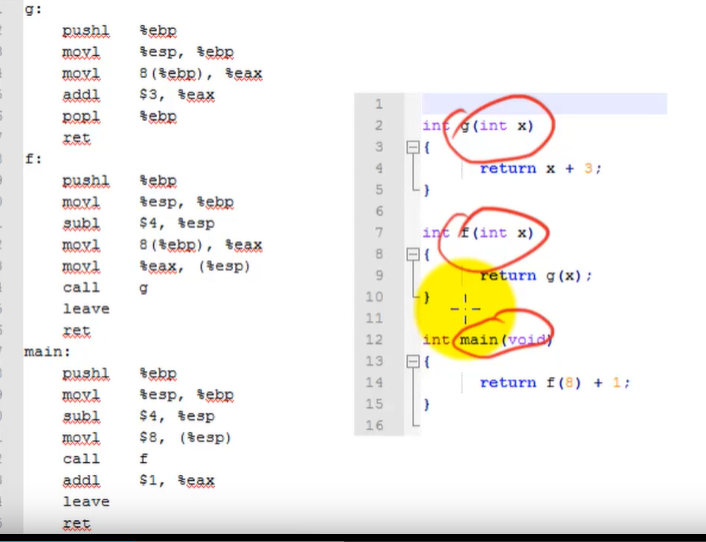 g:
pushl %ebp
movl %esp, %ebp
movl 8(%ebp), %eax
addl $3, %eax
popl %ebp
ret
f:
pushl %ebp
movl %esp, %ebp
subl $4, %esp
movl 8(%ebp), %eax
movl %eax, (%esp)
call g
leave
ret
main:
pushl %ebp
movl %esp, %ebp
subl $4, %esp
movl $8, (%esp)
call f
addl $1, %eax
leave
ret
1
2 int g(int x)
3 {
4 return x + 3;
5 }
6
7 int f(int x)
8 {
9 return g(x);
10 }
11
12 int main(void)
13 {
14 return f(8) + 1;
15 }
16